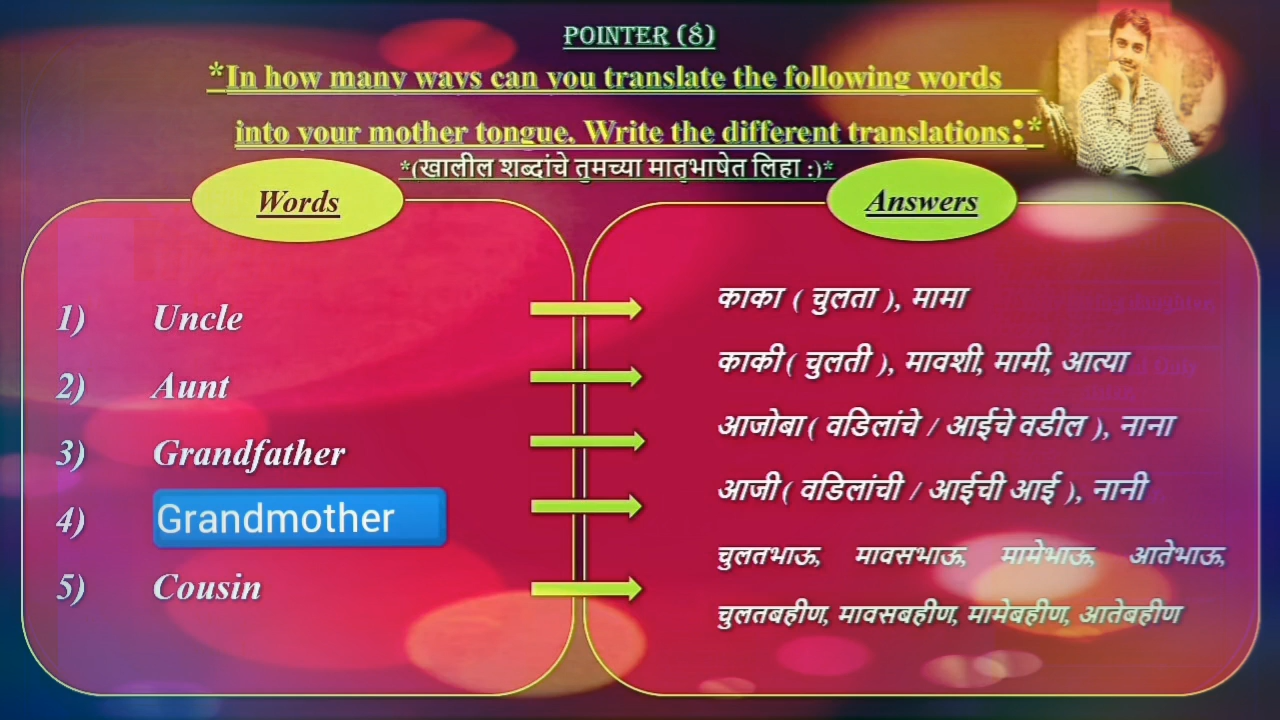 POINTER (8)
*In how many ways can you translate the following words
into your mother tongue. Write the different translations:*
*(खालील शब्दांचे तुमच्या मातृभाषेत लिहा :)*
Words
Answers
1) Uncle
काका ( चुलता ), मामा
2) Aunt
काकी ( चुलती ), मावशी, मामी, आत्या
3) Grandfather
आजोबा ( वडिलांचे / आईचे वडील ), नाना
4) Grandmother
आजी ( वडिलांची / आईची आई ), नानी
5) Cousin
चुलतभाऊ, मावसभाऊ, मामेभाऊ, आतेभाऊ,
चुलतबहीण, मावसबहीण, मामेबहीण, आतेबहीण